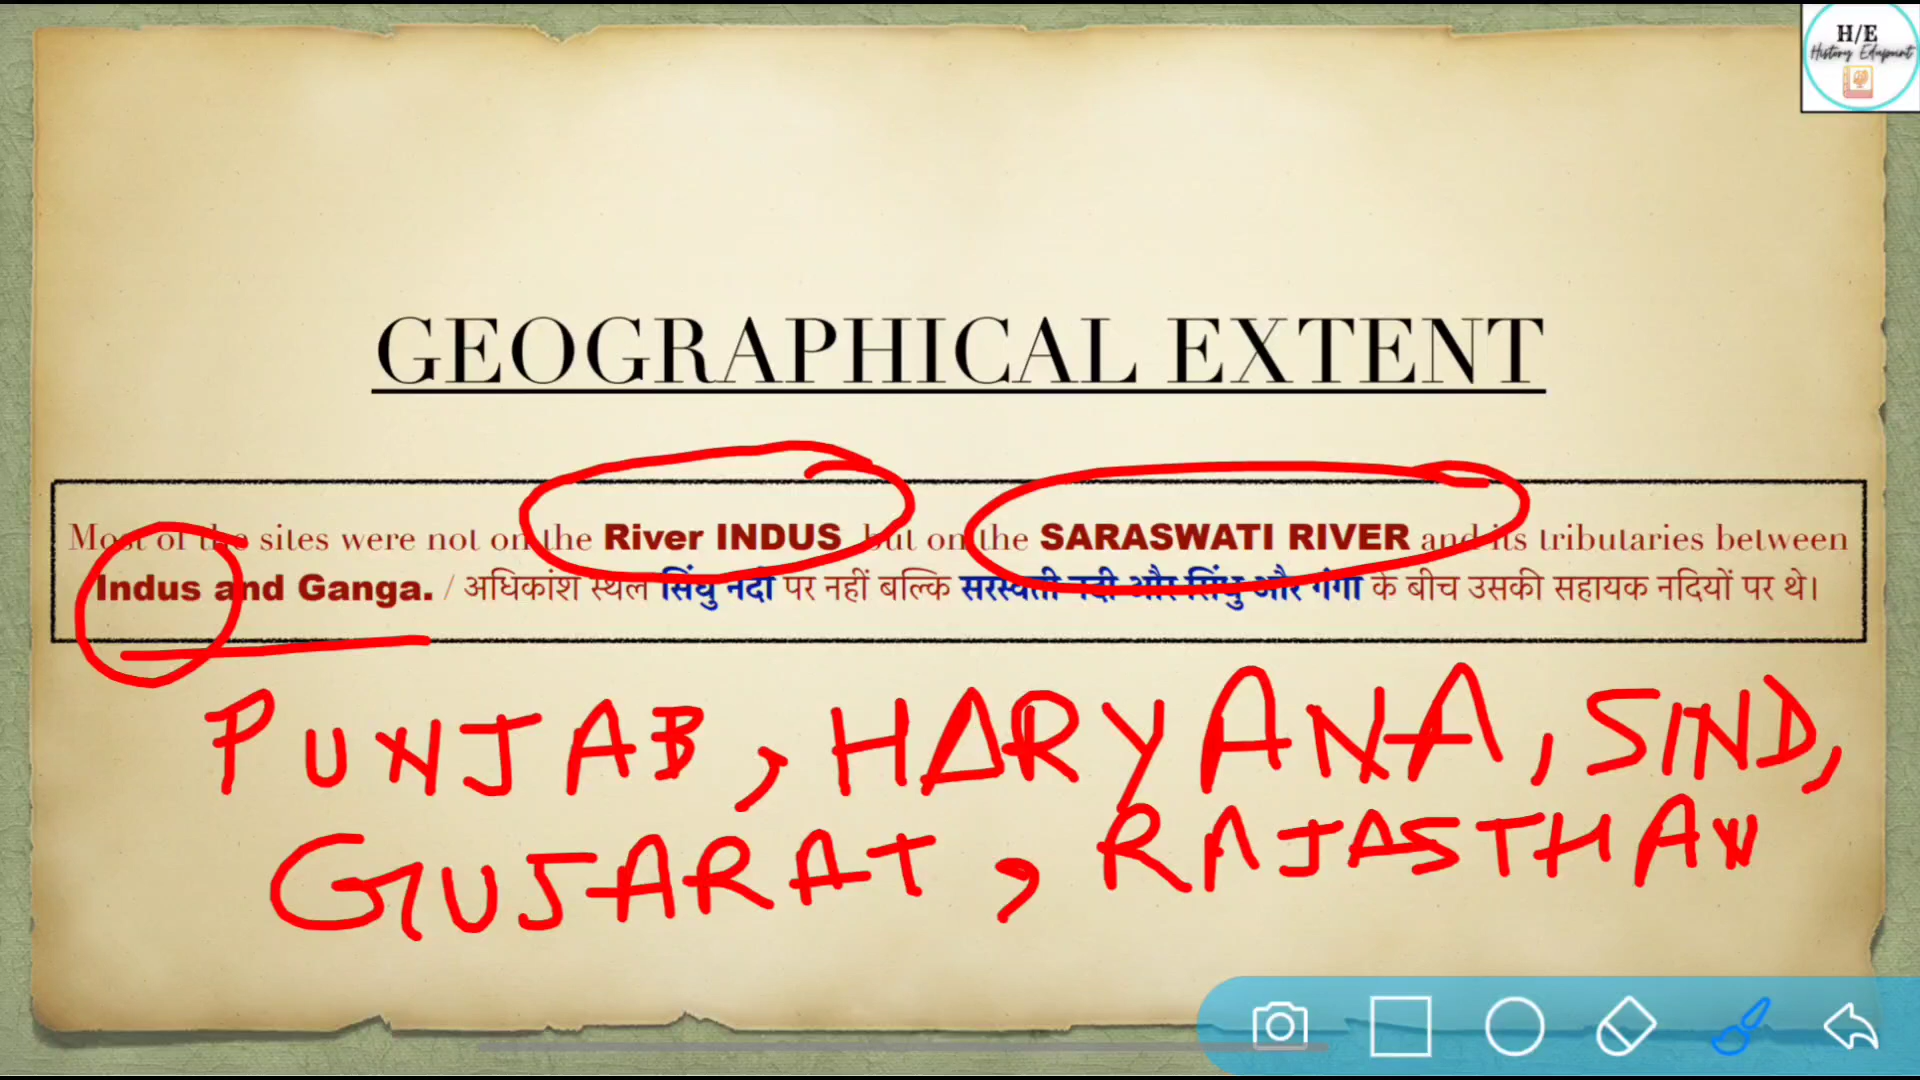 H/E
History Edupoint
GEOGRAPHICAL EXTENT
Most of the sites were not on the River INDUS but on the SARASWATI RIVER and its tributaries between
Indus and Ganga. / अधिकांश स्थल सिंधु नदी पर नहीं बल्कि सरस्वती नदी और सिंधु और गंगा के बीच उसकी सहायक नदियों पर थे।
PUNJAB, HARYANA, SIND,
GUJARAT, RAJASTHAN